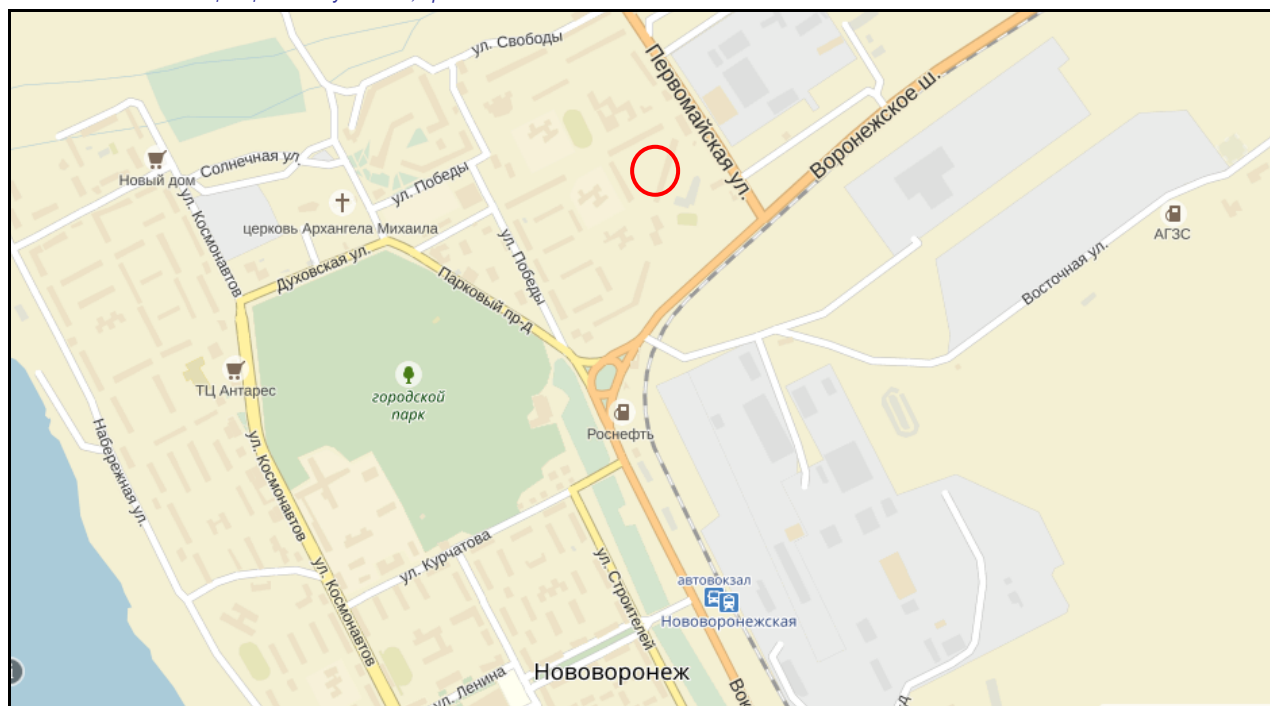 ул. Свободы
Первомайская ул.
Воронежское ш.
Новый дом
Солнечная ул.
ул. Победы
церковь Архангела Михаила
ул. Космонавтов
Духовская ул.
ул. Победы
Парковый пр-д
АГЗС
Восточная ул.
ТЦ Антарес
городской
парк
Роснефть
Набережная ул.
ул. Космонавтов
ул. Курчатова
ул. Космонавтов
ул. Строителей
автовокзал
Нововоронежская
Нововоронеж
ул. Ленина
Вок